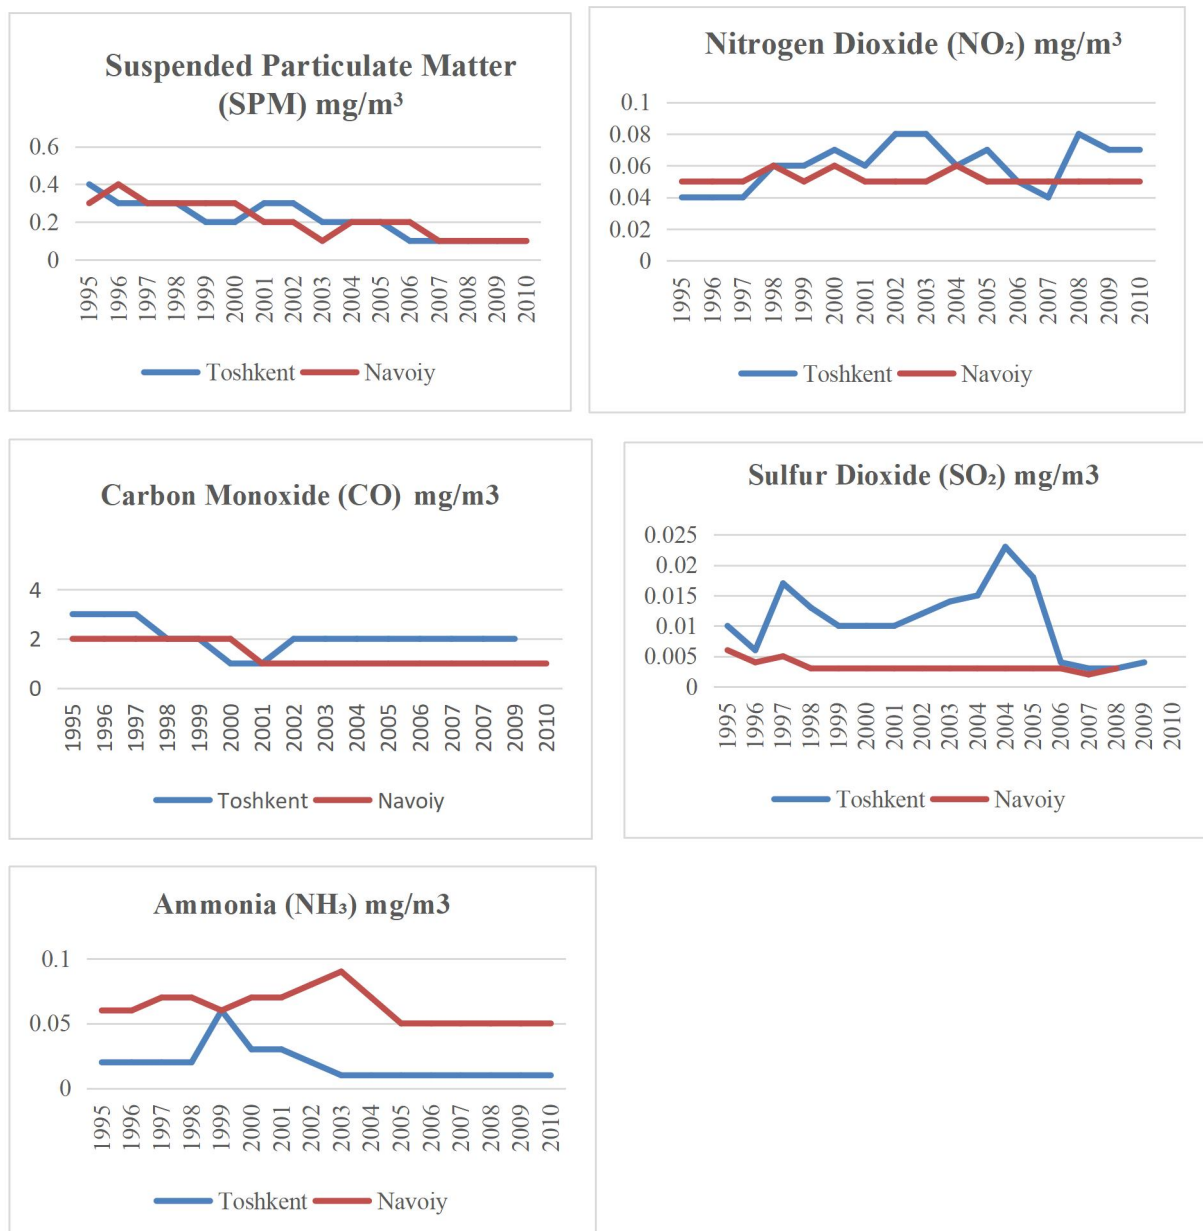 Suspended Particulate Matter
(SPM) mg/m³
0.6
0.4
0.2
0
1995 1996 1997 1998 1999 2000 2001 2002 2003 2004 2005 2006 2007 2008 2009 2010
Toshkent Navoiy
Nitrogen Dioxide (NO₂) mg/m³
0.1
0.08
0.06
0.04
0.02
0
1995 1996 1997 1998 1999 2000 2001 2002 2003 2004 2005 2006 2007 2008 2009 2010
Toshkent Navoiy
Carbon Monoxide (CO) mg/m3
4
2
0
1995 1996 1997 1998 1999 2000 2001 2002 2003 2004 2005 2006 2007 2007 2009 2010
Toshkent Navoiy
Sulfur Dioxide (SO₂) mg/m3
0.025
0.02
0.015
0.01
0.005
0
1995 1996 1997 1998 1999 2000 2001 2002 2003 2004 2004 2005 2006 2007 2008 2009 2010
Toshkent Navoiy
Ammonia (NH₃) mg/m3
0.1
0.05
0
1995 1996 1997 1998 1999 2000 2001 2002 2003 2004 2005 2006 2007 2008 2009 2010
Toshkent Navoiy